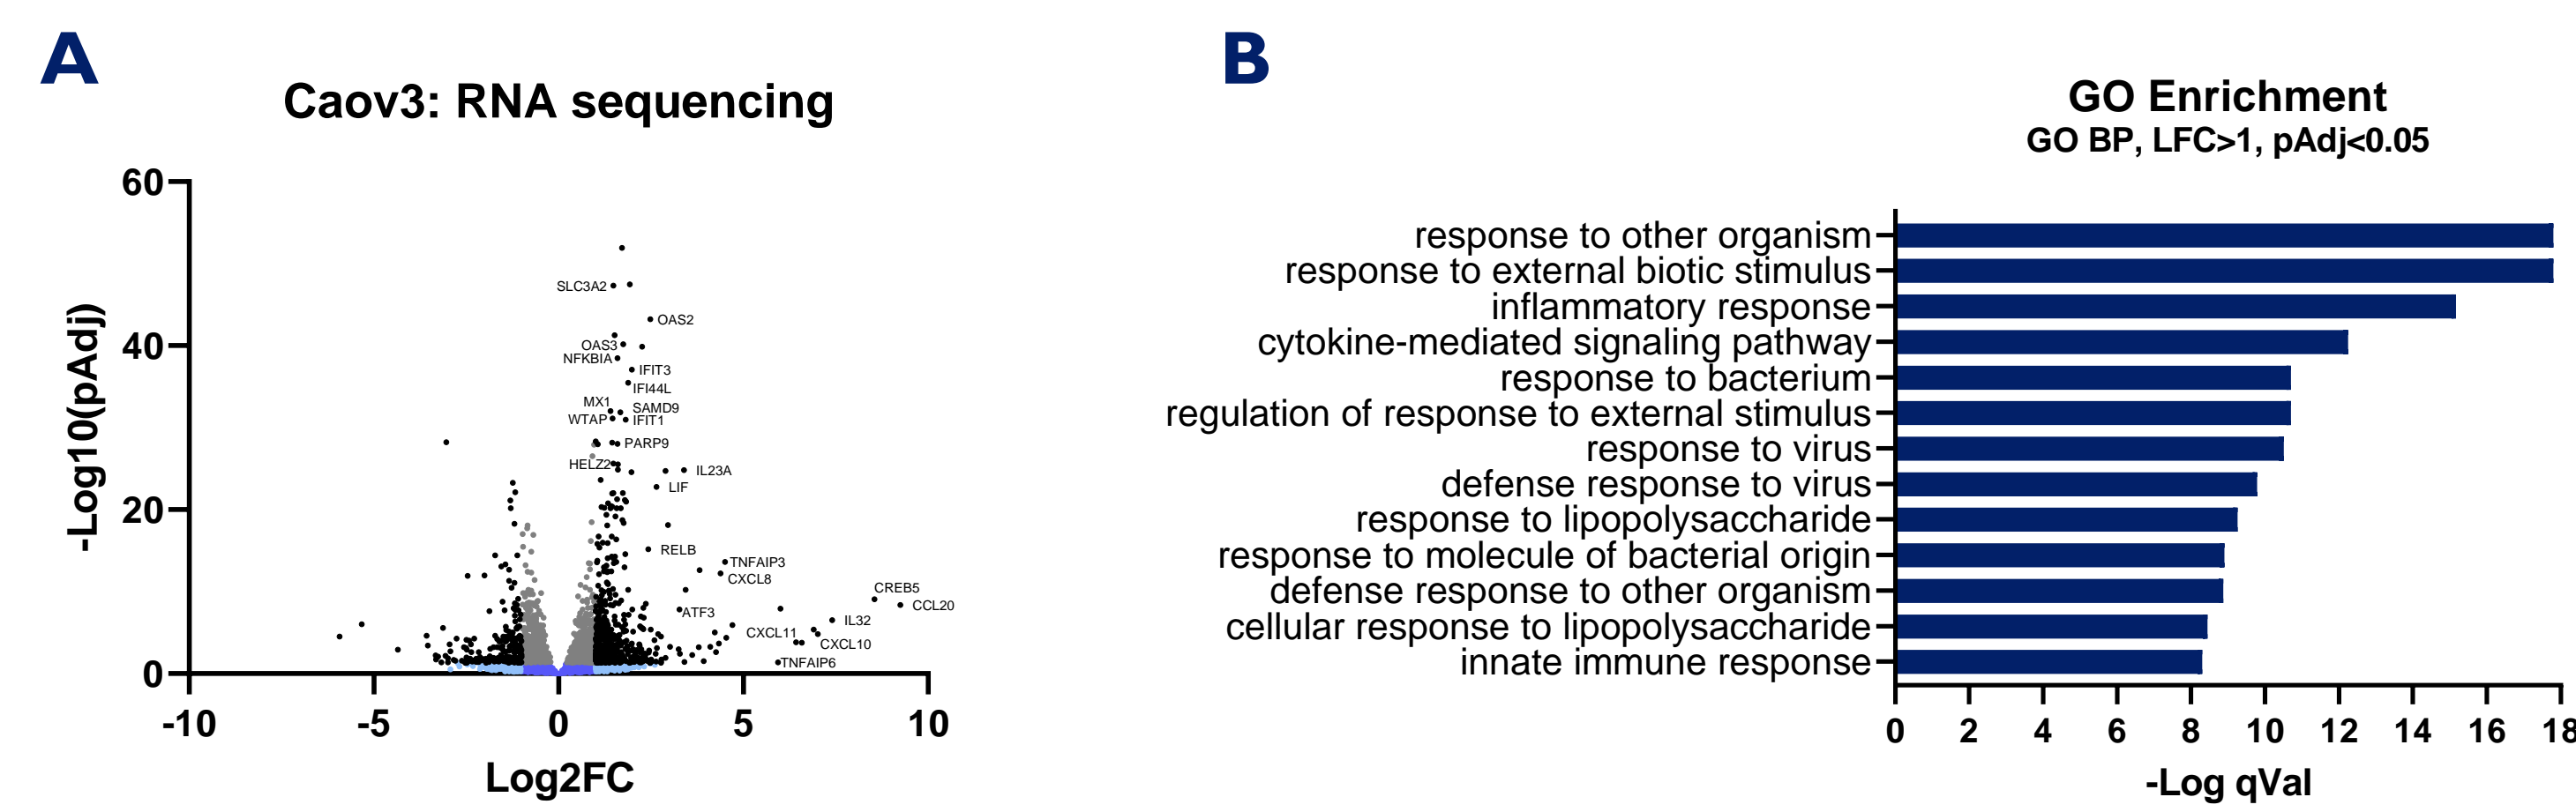 A
Caov3: RNA sequencing
60
40
20
0
-Log10(pAdj)
SLC3A2
OAS2
OAS3
NFKBIA
IFIT3
IFI44L
MX1
SAMD9
WTAP
IFIT1
PARP9
HELZ2
IL23A
LIF
RELB
TNFAIP3
CXCL8
CREB5
CCL20
ATF3
IL32
CXCL11
CXCL10
TNFAIP6
-10
-5
0
5
10
Log2FC
B
GO Enrichment
GO BP, LFC>1, pAdj<0.05
response to other organism
response to external biotic stimulus
inflammatory response
cytokine-mediated signaling pathway
response to bacterium
regulation of response to external stimulus
response to virus
defense response to virus
response to lipopolysaccharide
response to molecule of bacterial origin
defense response to other organism
cellular response to lipopolysaccharide
innate immune response
0
2
4
6
8
10
12
14
16
18
-Log qVal